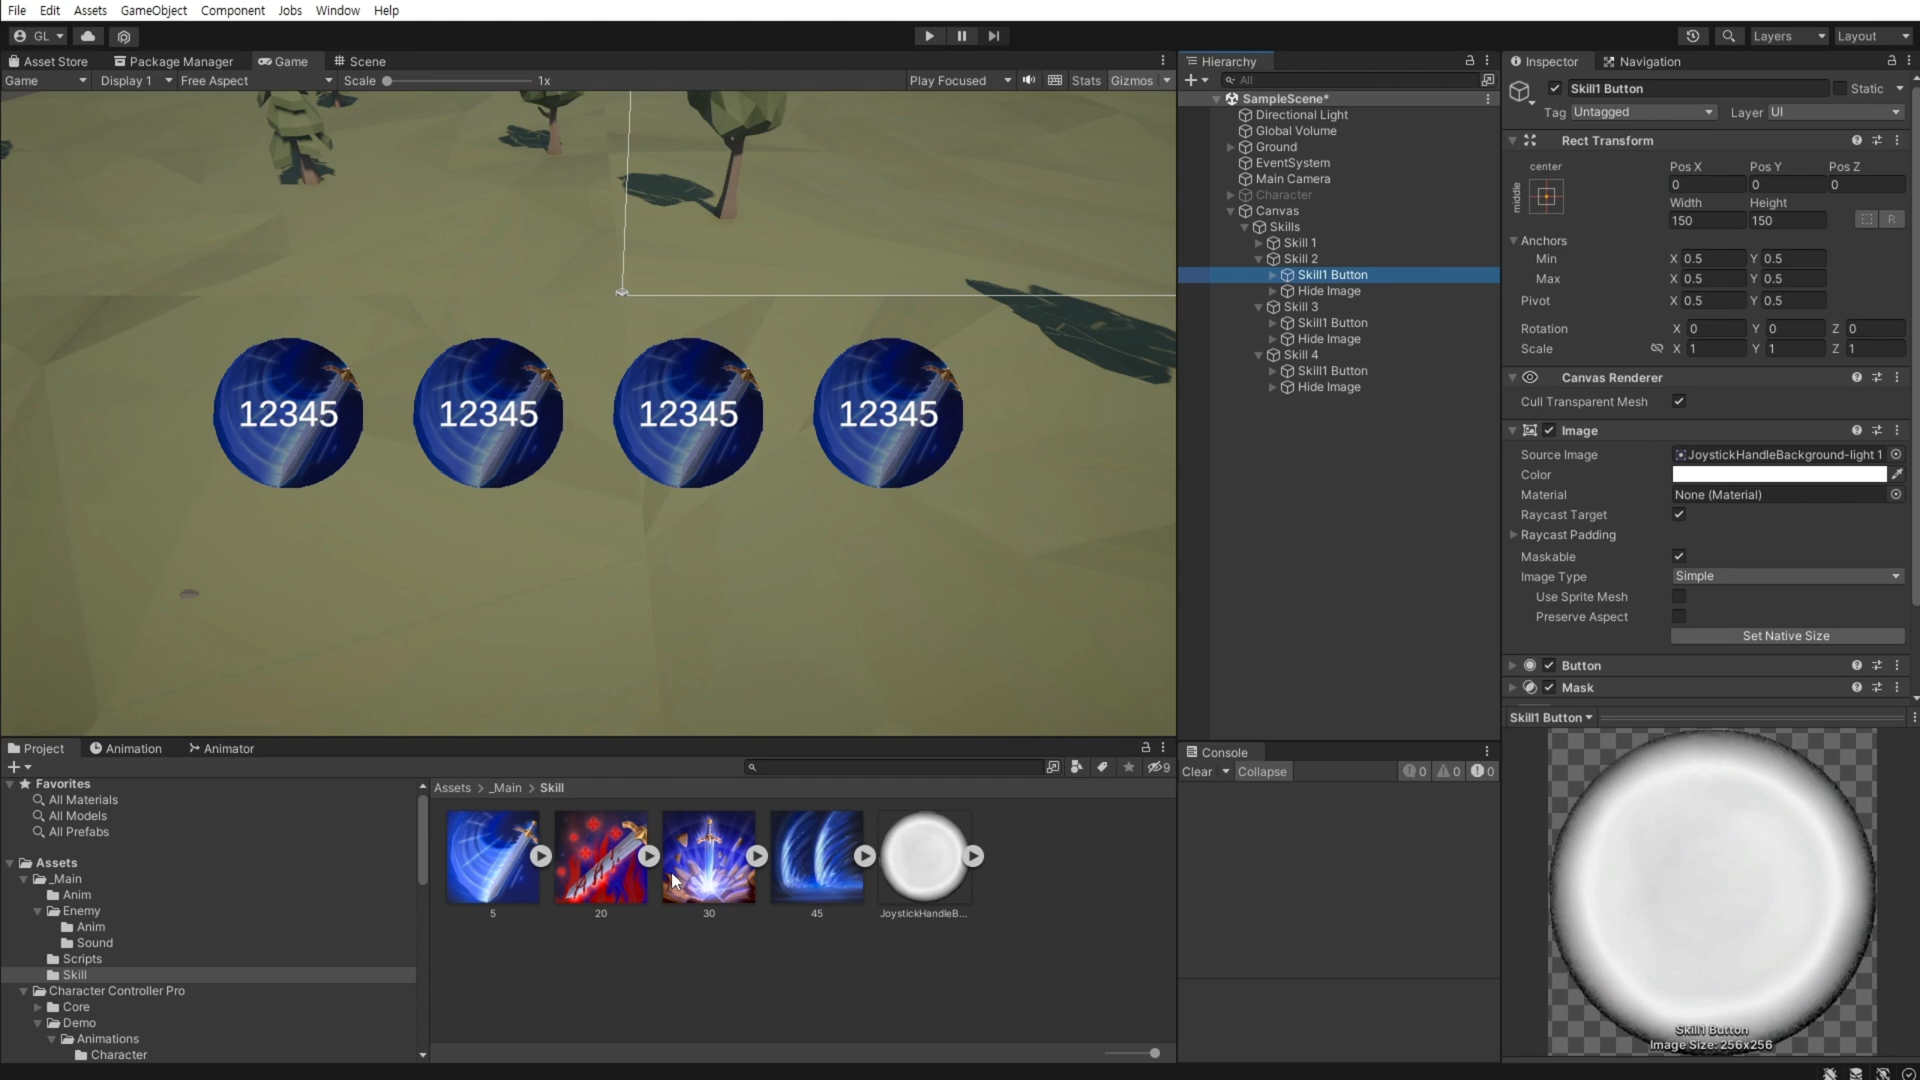 File Edit Assets GameObject Component Jobs Window Help
GL
Layers Layout
Asset Store Package Manager Game Scene
Game Display 1 Free Aspect Scale 1x Play Focused Stats Gizmos
12345 12345 12345 12345
Hierarchy
All
SampleScene*
Directional Light
Global Volume
Ground
EventSystem
Main Camera
Character
Canvas
Skills
Skill 1
Skill 2
Skill1 Button
Hide Image
Skill 3
Skill1 Button
Hide Image
Skill 4
Skill1 Button
Hide Image
Inspector Navigation
Skill1 Button Static
Tag Untagged Layer UI
Rect Transform
center
middle
Pos X Pos Y Pos Z
0 0 0
Width Height
150 150 R
Anchors
Min X 0.5 Y 0.5
Max X 0.5 Y 0.5
Pivot X 0.5 Y 0.5
Rotation X 0 Y 0 Z 0
Scale X 1 Y 1 Z 1
Canvas Renderer
Cull Transparent Mesh
Image
Source Image JoystickHandleBackground-light 1
Color
Material None (Material)
Raycast Target
Raycast Padding
Maskable
Image Type Simple
Use Sprite Mesh
Preserve Aspect
Set Native Size
Button
Mask
Skill1 Button
Skill1 Button
Image Size: 256x256
Project Animation Animator
9
Favorites
All Materials
All Models
All Prefabs
Assets
_Main
Anim
Enemy
Anim
Sound
Scripts
Skill
Character Controller Pro
Core
Demo
Animations
Character
Assets > _Main > Skill
5 20 30 45 JoystickHandleB...
Console
Clear Collapse 0 0 0